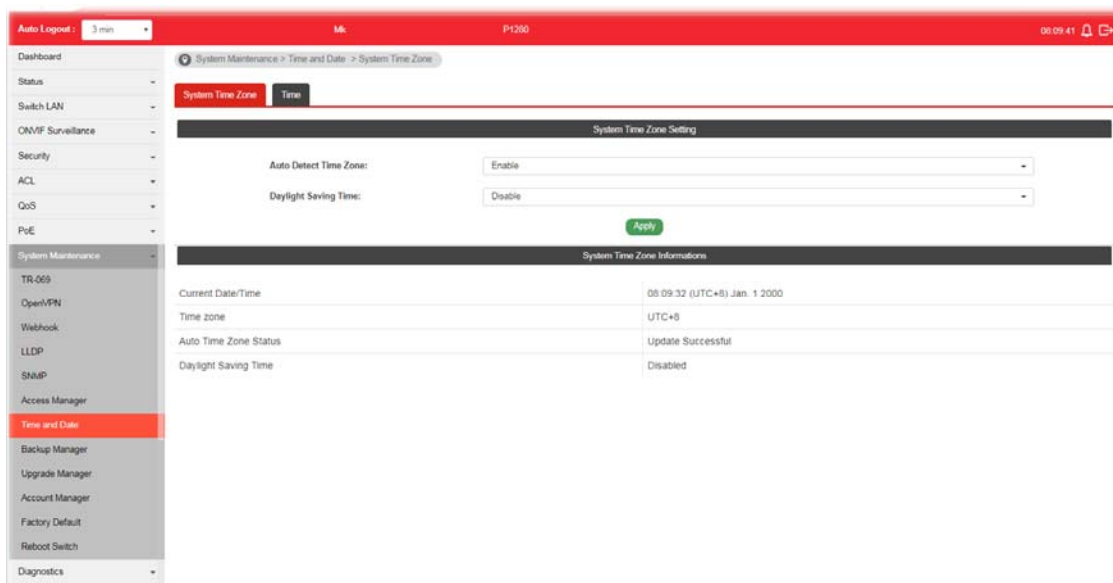 Auto Logout : 3 min Mk P1280 08:09:41
Dashboard
Status
Switch LAN
ONVIF Surveillance
Security
ACL
QoS
PoE
System Maintenance
TR-069
OpenVPN
Webhook
LLDP
SNMP
Access Manager
Time and Date
Backup Manager
Upgrade Manager
Account Manager
Factory Default
Reboot Switch
Diagnostics
System Maintenance > Time and Date > System Time Zone
System Time Zone Time
System Time Zone Setting
Auto Detect Time Zone: Enable
Daylight Saving Time: Disable
Apply
System Time Zone Informations
Current Date/Time 08:09:32 (UTC+8) Jan. 1 2000
Time zone UTC+8
Auto Time Zone Status Update Successful
Daylight Saving Time Disabled